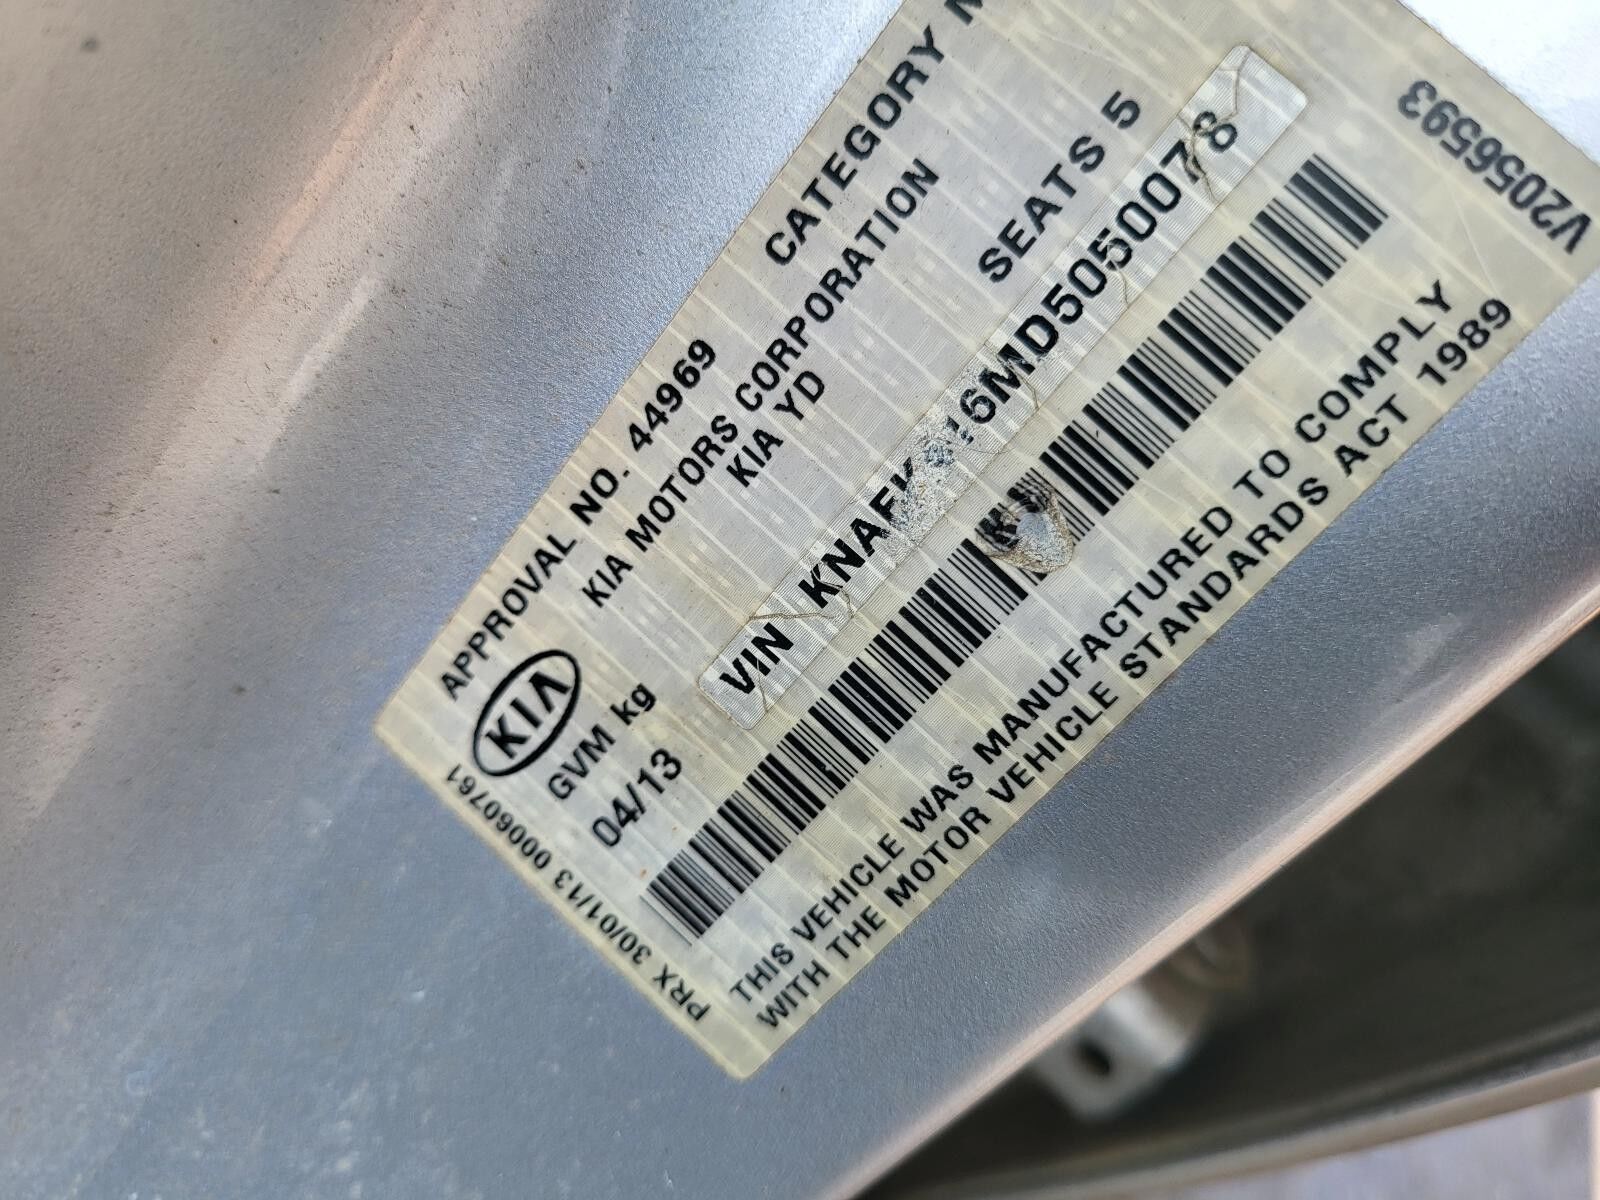 APPROVAL NO. 44969 CATEGORY
KIA MOTORS CORPORATION
KIA YD
KIA
GVM kg SEATS 5
04/13
VIN
THIS VEHICLE WAS MANUFACTURED TO COMPLY
WITH THE MOTOR VEHICLE STANDARDS ACT 1989
PRX 30/01/13 00060761
V2056593